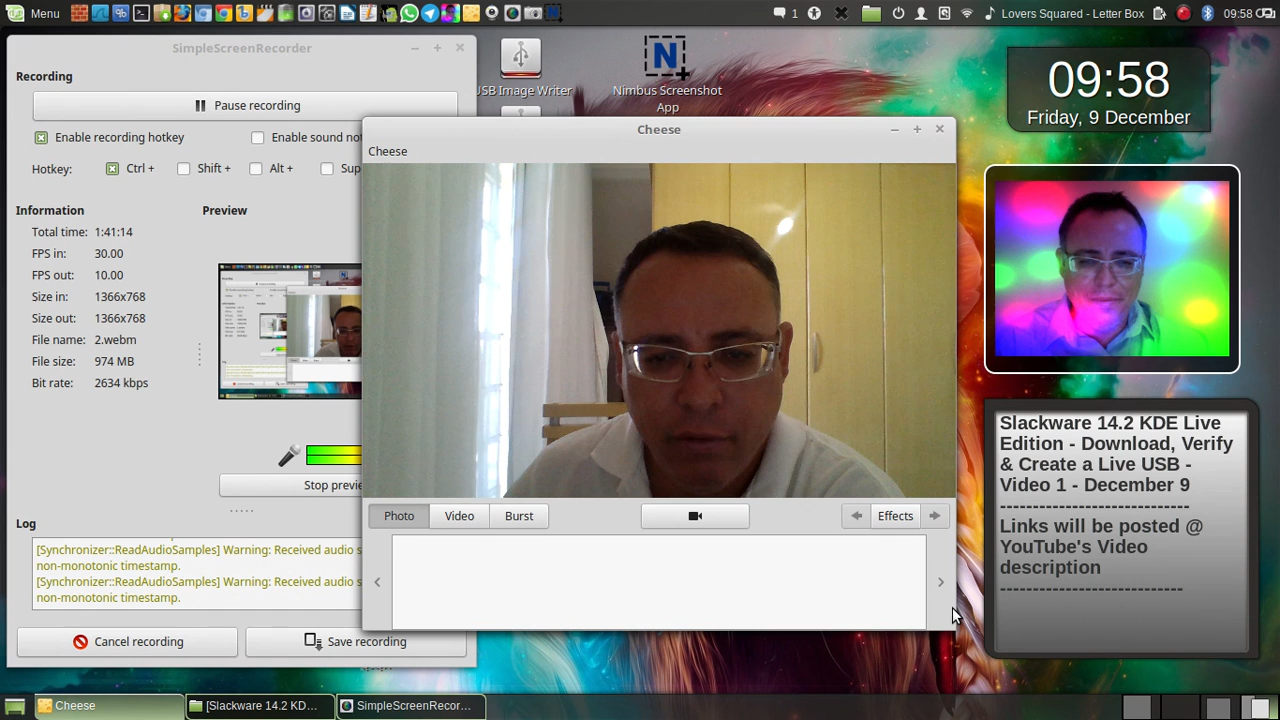 Menu
1
Lovers Squared - Letter Box
09:58
SimpleScreenRecorder
Recording
Pause recording
Enable recording hotkey
Enable sound not
Hotkey:
Ctrl +
Shift +
Alt +
Sup
Information
Preview
Total time: 1:41:14
FPS in: 30.00
FPS out: 10.00
Size in: 1366x768
Size out: 1366x768
File name: 2.webm
File size: 974 MB
Bit rate: 2634 kbps
Stop previe
Log
[Synchronizer::ReadAudioSamples] Warning: Received audio s
non-monotonic timestamp.
[Synchronizer::ReadAudioSamples] Warning: Received audio s
non-monotonic timestamp.
Cancel recording
Save recording
USB Image Writer
N
Nimbus Screenshot
App
Cheese
Cheese
Photo
Video
Burst
Effects
09:58
Friday, 9 December
Slackware 14.2 KDE Live
Edition - Download, Verify
& Create a Live USB -
Video 1 - December 9
----------------------------
Links will be posted @
YouTube's Video
description
---------------------------
Cheese
[Slackware 14.2 KD...
SimpleScreenRecor...